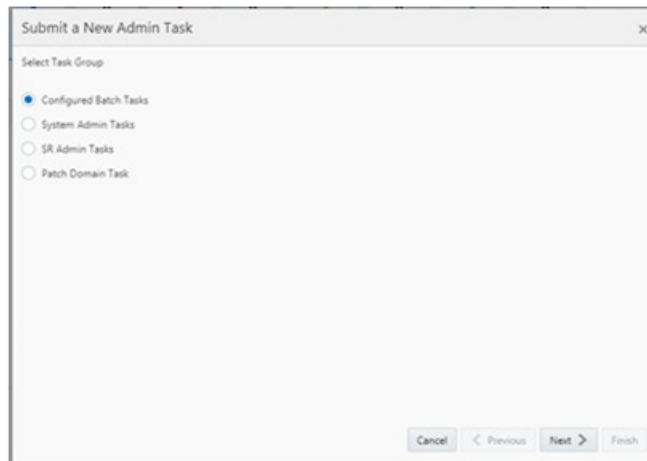 Submit a New Admin Task
Select Task Group
Configured Batch Tasks
System Admin Tasks
SR Admin Tasks
Patch Domain Task
Cancel Previous Next Finish